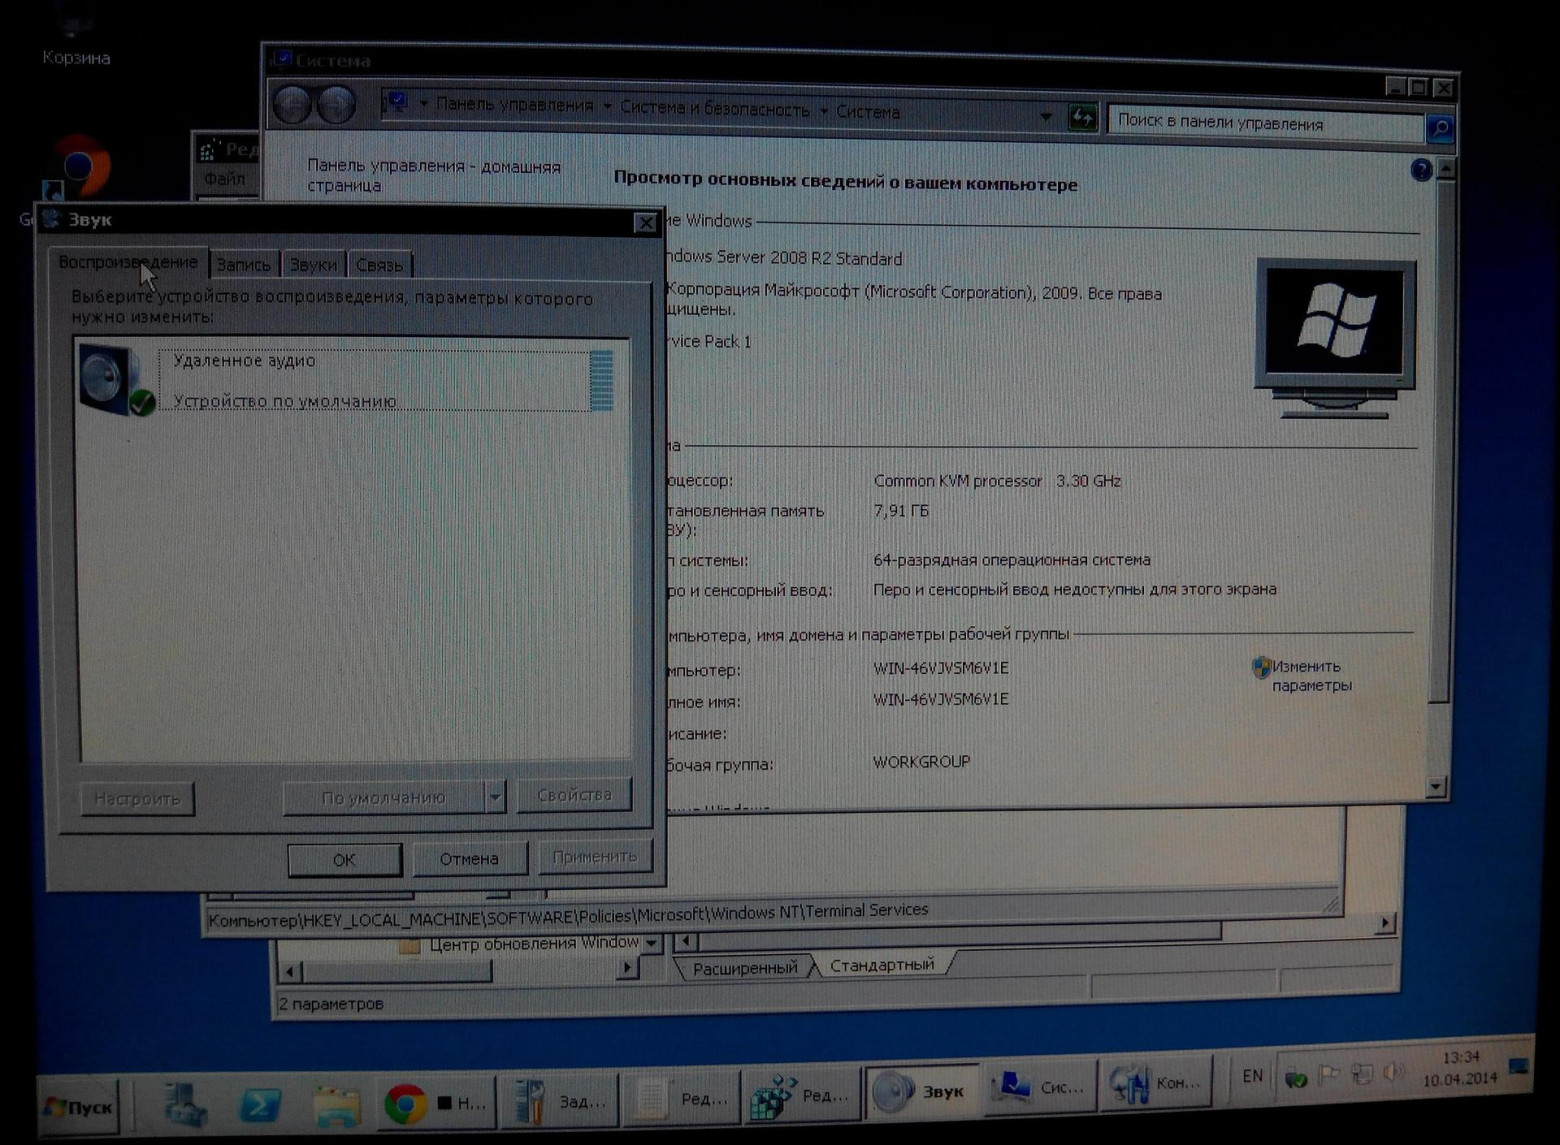 Корзина
Система
Панель управления
Система и безопасность
Система
Поиск в панели управления
Ред
Файл
Панель управления - домашняя
страница
Просмотр основных сведений о вашем компьютере
ие Windows
ndows Server 2008 R2 Standard
Корпорация Майкрософт (Microsoft Corporation), 2009. Все права
щищены.
rvice Pack 1
ма
оцессор:
Common KVM processor 3.30 GHz
тановленная память
ЗУ):
7,91 ГБ
п системы:
64-разрядная операционная система
ро и сенсорный ввод:
Перо и сенсорный ввод недоступны для этого экрана
мпьютера, имя домена и параметры рабочей группы
мпьютер:
WIN-46VJVSM6V1E
Изменить
параметры
лное имя:
WIN-46VJVSM6V1E
исание:
бочая группа:
WORKGROUP
Звук
Воспроизведение
Запись
Звуки
Связь
Выберите устройство воспроизведения, параметры которого
нужно изменить:
Удаленное аудио
Устройство по умолчанию
Настроить
По умолчанию
Свойства
ОК
Отмена
Применить
Компьютер\HKEY_LOCAL_MACHINE\SOFTWARE\Policies\Microsoft\Windows NT\Terminal Services
Центр обновления Window
Расширенный
Стандартный
2 параметров
Пуск
Н...
Зад...
Ред...
Ред...
Звук
Сис...
Кон...
EN
13:34
10.04.2014